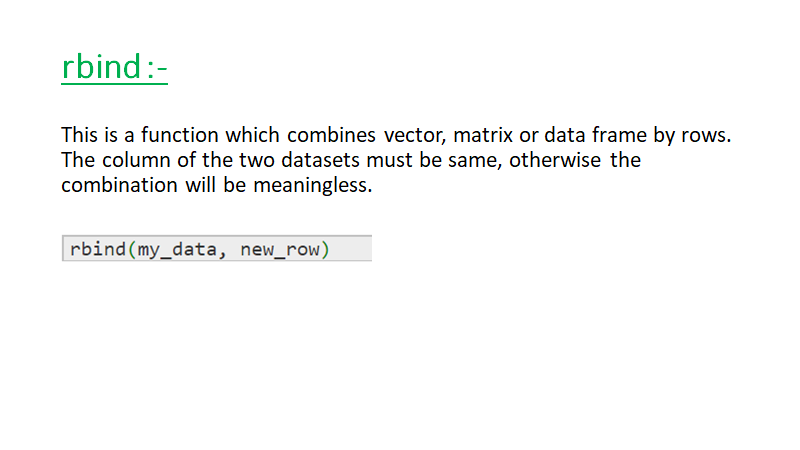 rbind :-
This is a function which combines vector, matrix or data frame by rows.
The column of the two datasets must be same, otherwise the
combination will be meaningless.
rbind(my_data, new_row)